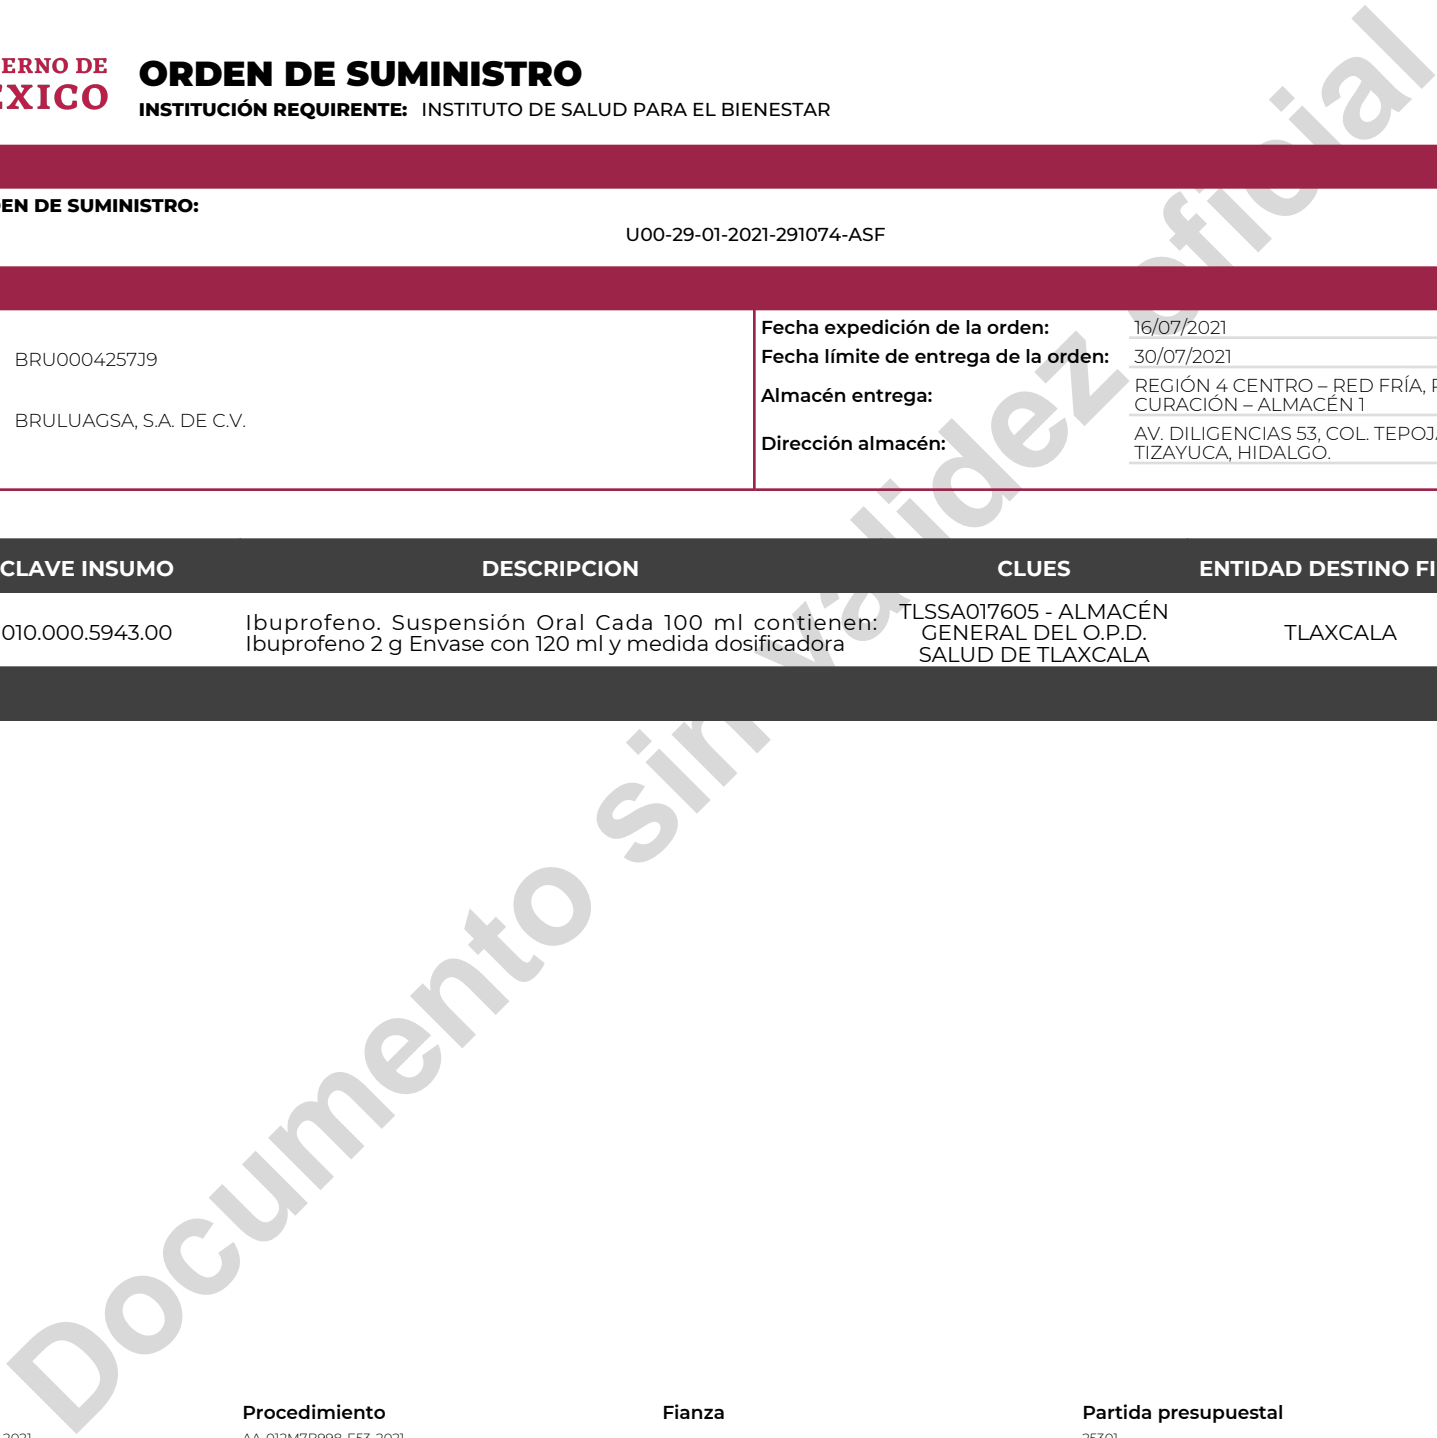 ERNO DE
ORDEN DE SUMINISTRO
EXICO
INSTITUCIÓN REQUIRENTE: INSTITUTO DE SALUD PARA EL BIENESTAR
EN DE SUMINISTRO:
U00-29-01-2021-291074-ASF
BRU0004257J9
BRULUAGSA, S.A. DE C.V.
Fecha expedición de la orden: 16/07/2021
Fecha límite de entrega de la orden: 30/07/2021
Almacén entrega: REGIÓN 4 CENTRO – RED FRÍA,
CURACIÓN – ALMACÉN 1
Dirección almacén: AV. DILIGENCIAS 53, COL. TEPOJ
TIZAYUCA, HIDALGO.
CLAVE INSUMO DESCRIPCION CLUES ENTIDAD DESTINO FI
010.000.5943.00
Ibuprofeno. Suspensión Oral Cada 100 ml contienen:
Ibuprofeno 2 g Envase con 120 ml y medida dosificadora
TLSSA017605 - ALMACÉN
GENERAL DEL O.P.D.
SALUD DE TLAXCALA
TLAXCALA
Documento sin validez oficial
Procedimiento Fianza Partida presupuestal